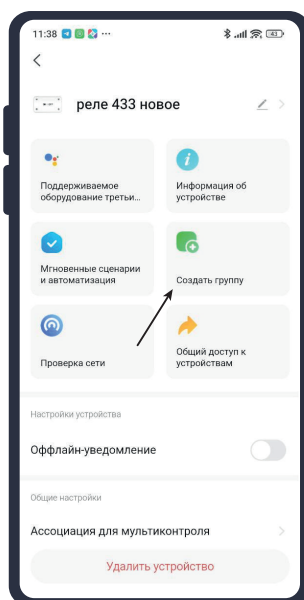 11:38
43
реле 433 новое
Поддерживаемое
оборудование третьи...
Информация об
устройстве
Мгновенные сценарии
и автоматизация
Создать группу
Проверка сети
Общий доступ к
устройствам
Настройки устройства
Оффлайн-уведомление
Общие настройки
Ассоциация для мультиконтроля
Удалить устройство